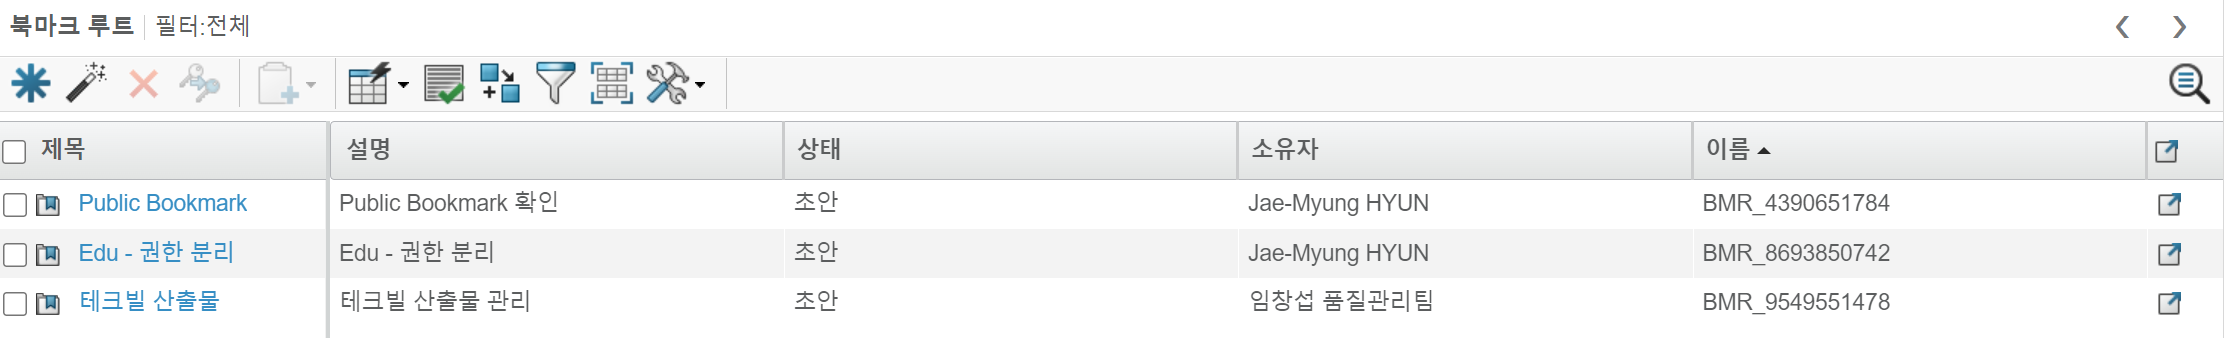 북마크 루트 필터:전체
제목 설명 상태 소유자 이름
Public Bookmark Public Bookmark 확인 초안 Jae-Myung HYUN BMR_4390651784
Edu - 권한 분리 Edu - 권한 분리 초안 Jae-Myung HYUN BMR_8693850742
테크빌 산출물 테크빌 산출물 관리 초안 임창섭 품질관리팀 BMR_9549551478